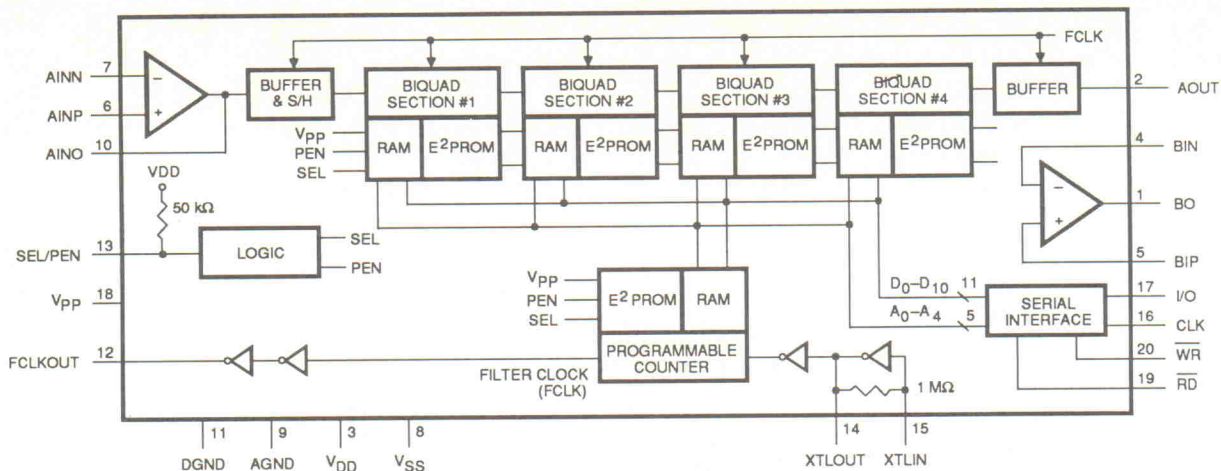 FCLK
7
AINN
6
AINP
10
AINO
BUFFER
& S/H
BIQUAD
SECTION #1
BIQUAD
SECTION #2
BIQUAD
SECTION #3
BIQUAD
SECTION #4
BUFFER
2
AOUT
VPP
PEN
SEL
RAM
E²PROM
RAM
E²PROM
RAM
E²PROM
RAM
E²PROM
4
BIN
1
BO
5
BIP
VDD
50 kΩ
13
SEL/PEN
LOGIC
SEL
PEN
VPP
18
VPP
PEN
SEL
E² PROM
RAM
PROGRAMMABLE
COUNTER
D0–D10
11
A0–A4
5
SERIAL
INTERFACE
17
I/O
16
CLK
20
WR
19
RD
12
FCLKOUT
FILTER CLOCK
(FCLK)
1 MΩ
11
9
3
8
14
15
DGND
AGND
VDD
VSS
XTLOUT
XTLIN